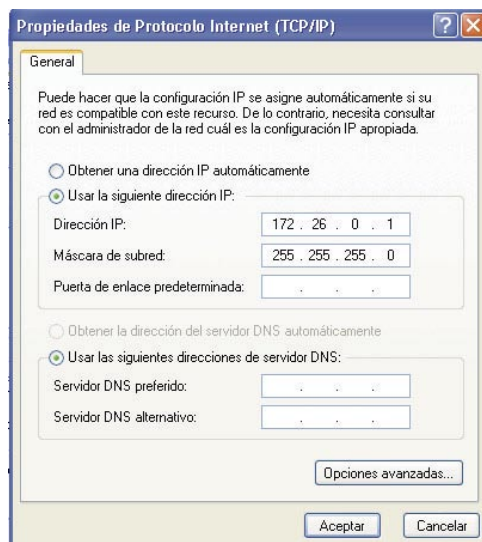 Propiedades de Protocolo Internet (TCP/IP)
General
Puede hacer que la configuración IP se asigne automáticamente si su
red es compatible con este recurso. De lo contrario, necesita consultar
con el administrador de la red cuál es la configuración IP apropiada.
Obtener una dirección IP automáticamente
Usar la siguiente dirección IP:
Dirección IP: 172 . 26 . 0 . 1
Máscara de subred: 255 . 255 . 255 . 0
Puerta de enlace predeterminada: . . .
Obtener la dirección del servidor DNS automáticamente
Usar las siguientes direcciones de servidor DNS:
Servidor DNS preferido: . . .
Servidor DNS alternativo: . . .
Opciones avanzadas...
Aceptar Cancelar